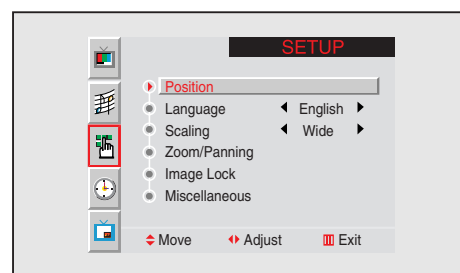 SETUP
Position
Language English
Scaling Wide
Zoom/Panning
Image Lock
Miscellaneous
Move Adjust Exit